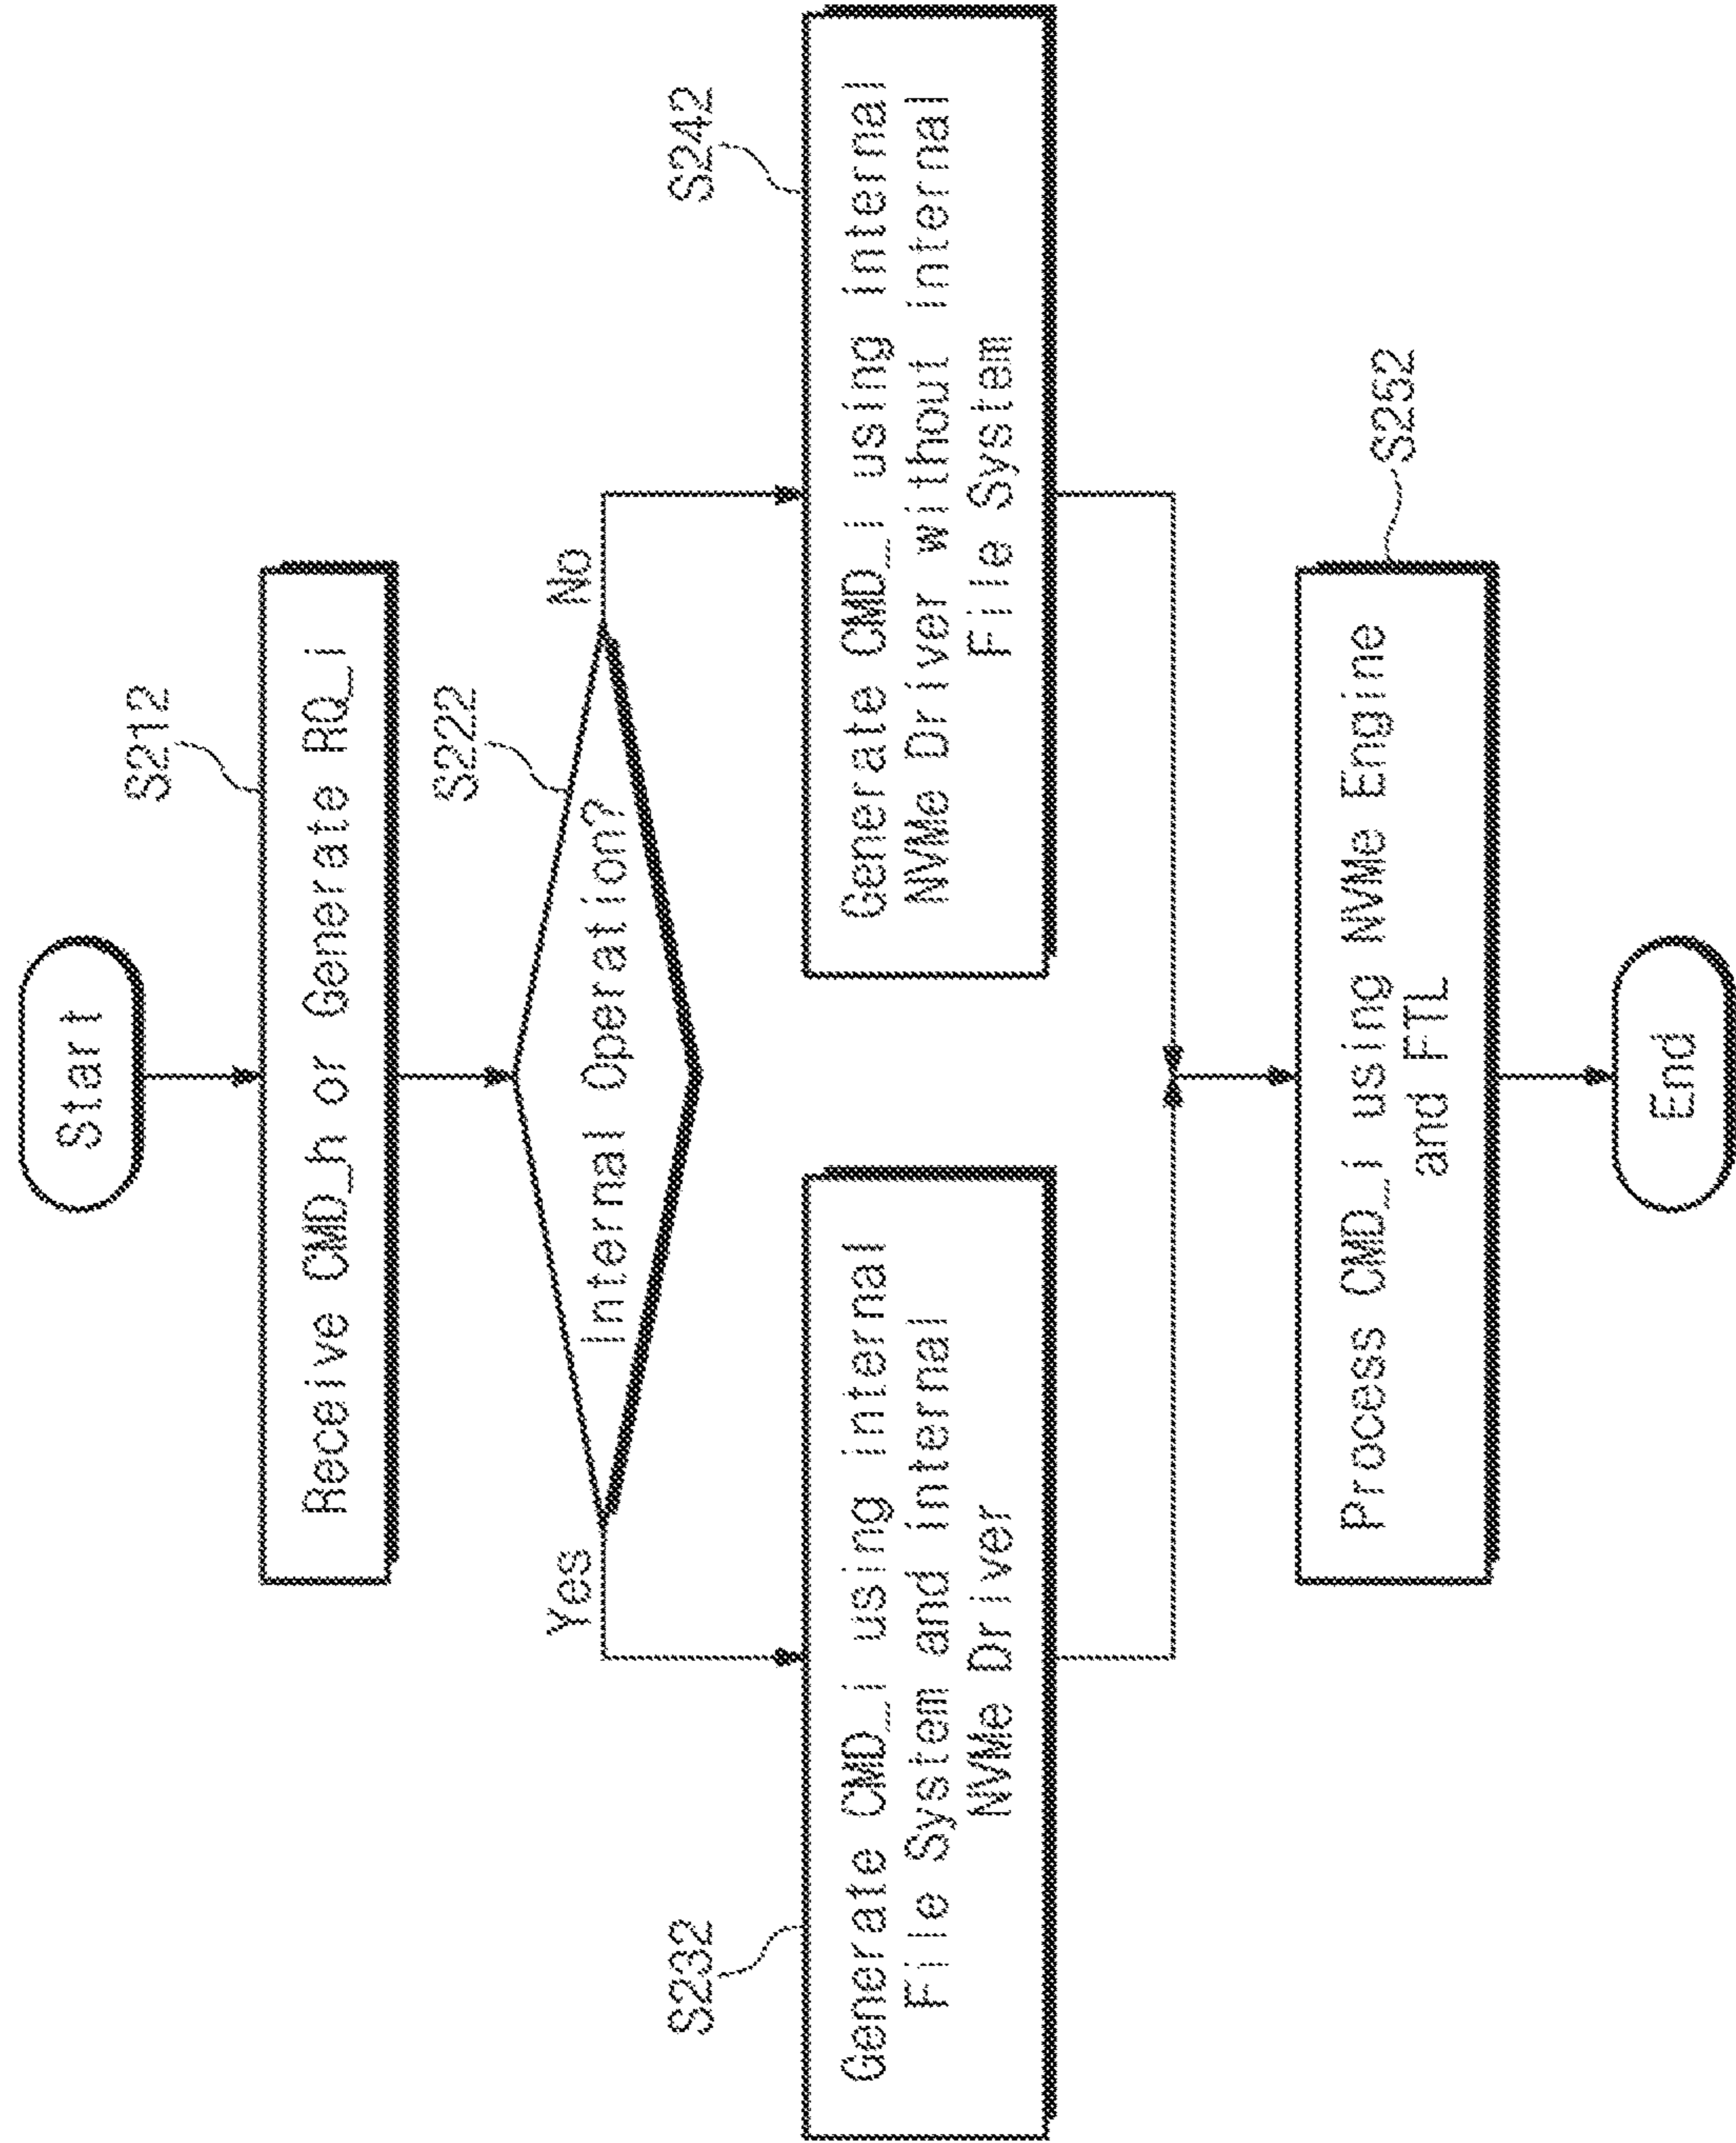 Start
S212
Receive CMD_h or Generate RQ_i
S222
Internal Operation?
Yes
No
S232
S242
Generate CMD_i using internal
File System and internal
NVMe Driver
Generate CMD_i using internal
NVMe Driver without internal
File System
S252
Process CMD_i using NVMe Engine
and FTL
End